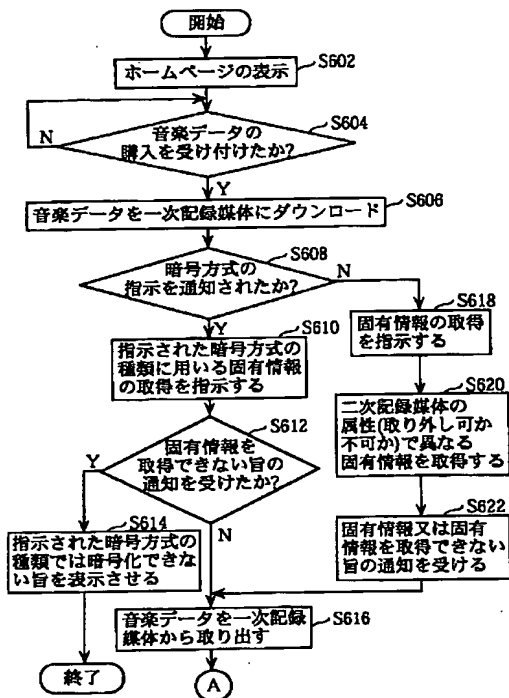 開始
ホームページの表示
S602
音楽データの
購入を受け付けたか?
S604
N
Y
音楽データを一次記録媒体にダウンロード
S606
暗号方式の
指示を通知されたか?
S608
N
Y
指示された暗号方式の
種類に用いる固有情報
の取得を指示する
S610
固有情報の取得
を指示する
S618
二次記録媒体の
属性(取り外し可か
不可か)で異なる
固有情報を取得する
S620
固有情報を
取得できない旨の
通知を受けたか?
S612
Y
N
固有情報又は固有
情報を取得できない
旨の通知を受ける
S622
指示された暗号方式の
種類では暗号化できな
い旨を表示させる
S614
音楽データを一次記録
媒体から取り出す
S616
終了
A